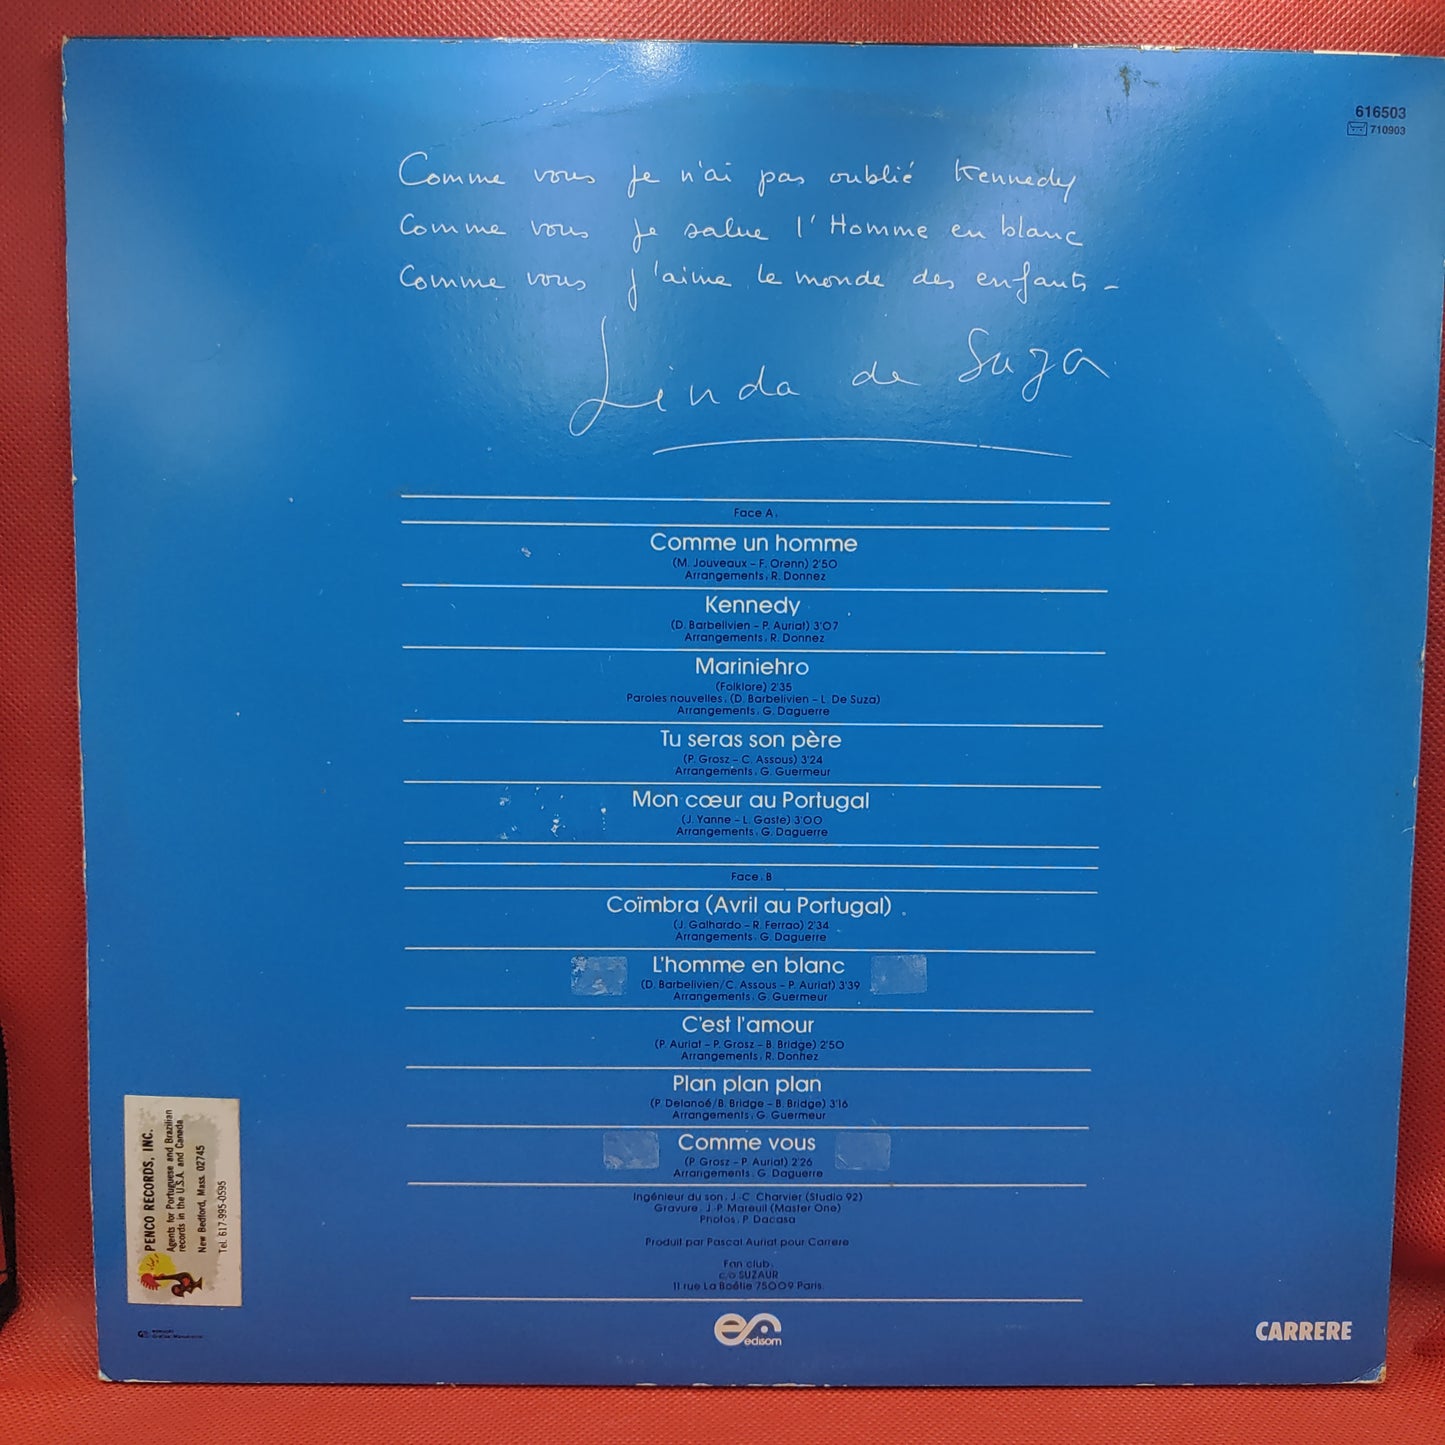 616503
710903
Comme vous je n'ai pas oublié Kennedy
Comme vous je salue l'Homme en blanc
Comme vous j'aime le monde des enfants -
Linda de Suza
Face A.
Comme un homme
(M. Jouveaux - F. Orann) 2'50
Arrangements. R. Donnez
Kennedy
(D. Barbelivien - P. Auriat) 3'07
Arrangements. R. Donnez
Mariniehro
(Folklore) 2'35
Paroles nouvelles. (D. Barbelivien - L. De Suza)
Arrangements. G. Daguerre
Tu seras son père
(P. Grosz - C. Assous) 3'24
Arrangements. G. Guermeur
Mon cœur au Portugal
(J. Yanne - L. Gasté) 3'00
Arrangements. G. Daguerre
Face. B
Coïmbra (Avril au Portugal)
(J. Galhardo - R. Ferrao) 2'34
Arrangements. G. Daguerre
L'homme en blanc
(D. Barbelivien/C. Assous - P. Auriat) 3'39
Arrangements. G. Guermeur
C'est l'amour
(P. Auriat - P. Grosz - B. Bridge) 2'50
Arrangements. R. Donnez
Plan plan plan
(P. Delanoé/B. Bridge - B. Bridge) 3'16
Arrangements. G. Guermeur
Comme vous
(P. Grosz - P. Auriat) 2'26
Arrangements. G. Daguerre
Ingénieur du son. J.-C. Charvier (Studio 92)
Gravure. J.-P. Mareuil (Master One)
Photos. P. Dacasa
Produit par Pascal Auriat pour Carrere
Fan club.
c/o SUZAUR
11 rue La Boétie 75009 Paris.
PENCO RECORDS, INC.
Agents for Portuguese and Brazilian
records in the U.S.A. and Canada
New Bedford, Mass. 02745
Tel. 617-995-0595
edisom
CARRERE